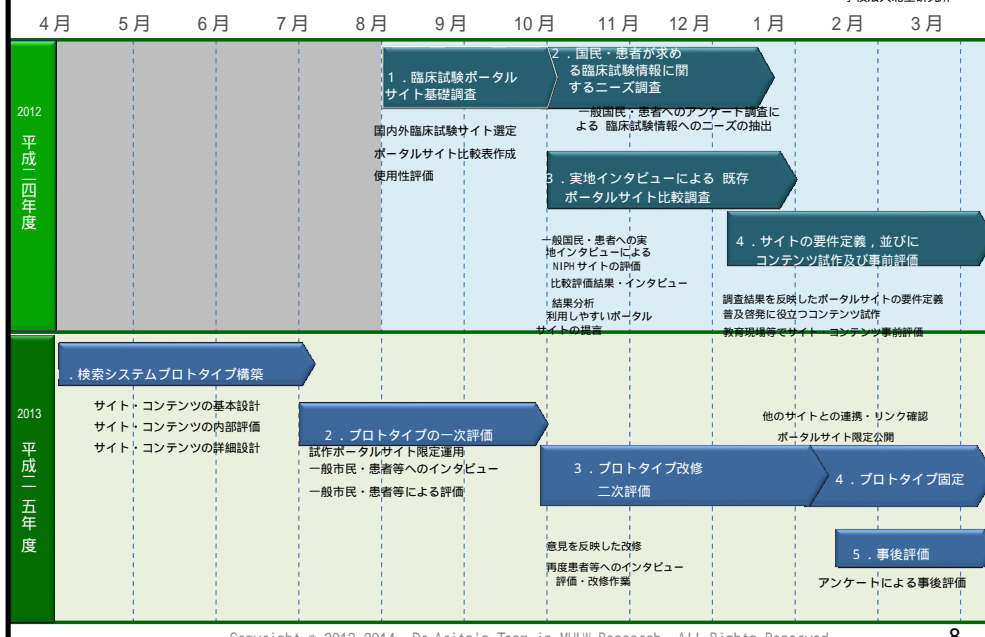 4月 5月 6月 7月 8月 9月 10月 11月 12月 1月 2月 3月
2012
平成二四年度
1．臨床試験ポータル
サイト基礎調査
国内外臨床試験サイト選定
ポータルサイト比較表作成
使用性評価
2．国民・患者が求め
る臨床試験情報に関
するニーズ調査
一般国民・患者へのアンケート調査に
よる 臨床試験情報へのニーズの抽出
3．実地インタビューによる 既存
ポータルサイト比較調査
一般国民・患者への実
地インタビューによる
NIPHサイトの評価
比較評価結果・インタビュー
結果分析
利用しやすいポータル
サイトの提言
4．サイトの要件定義，並びに
コンテンツ試作及び事前評価
調査結果を反映したポータルサイトの要件定義
普及啓発に役立つコンテンツ試作
教育現場等でサイト・コンテンツ事前評価
2013
平成二五年度
．検索システムプロトタイプ構築
サイト・コンテンツの基本設計
サイト・コンテンツの内部評価
サイト・コンテンツの詳細設計
2．プロトタイプの一次評価
試作ポータルサイト限定運用
一般市民・患者等へのインタビュー
一般市民・患者等による評価
3．プロトタイプ改修
二次評価
意見を反映した改修
再度患者等へのインタビュー
評価・改修作業
他のサイトとの連携・リンク確認
ポータルサイト限定公開
4．プロトタイプ固定
5．事後評価
アンケートによる事後評価
8